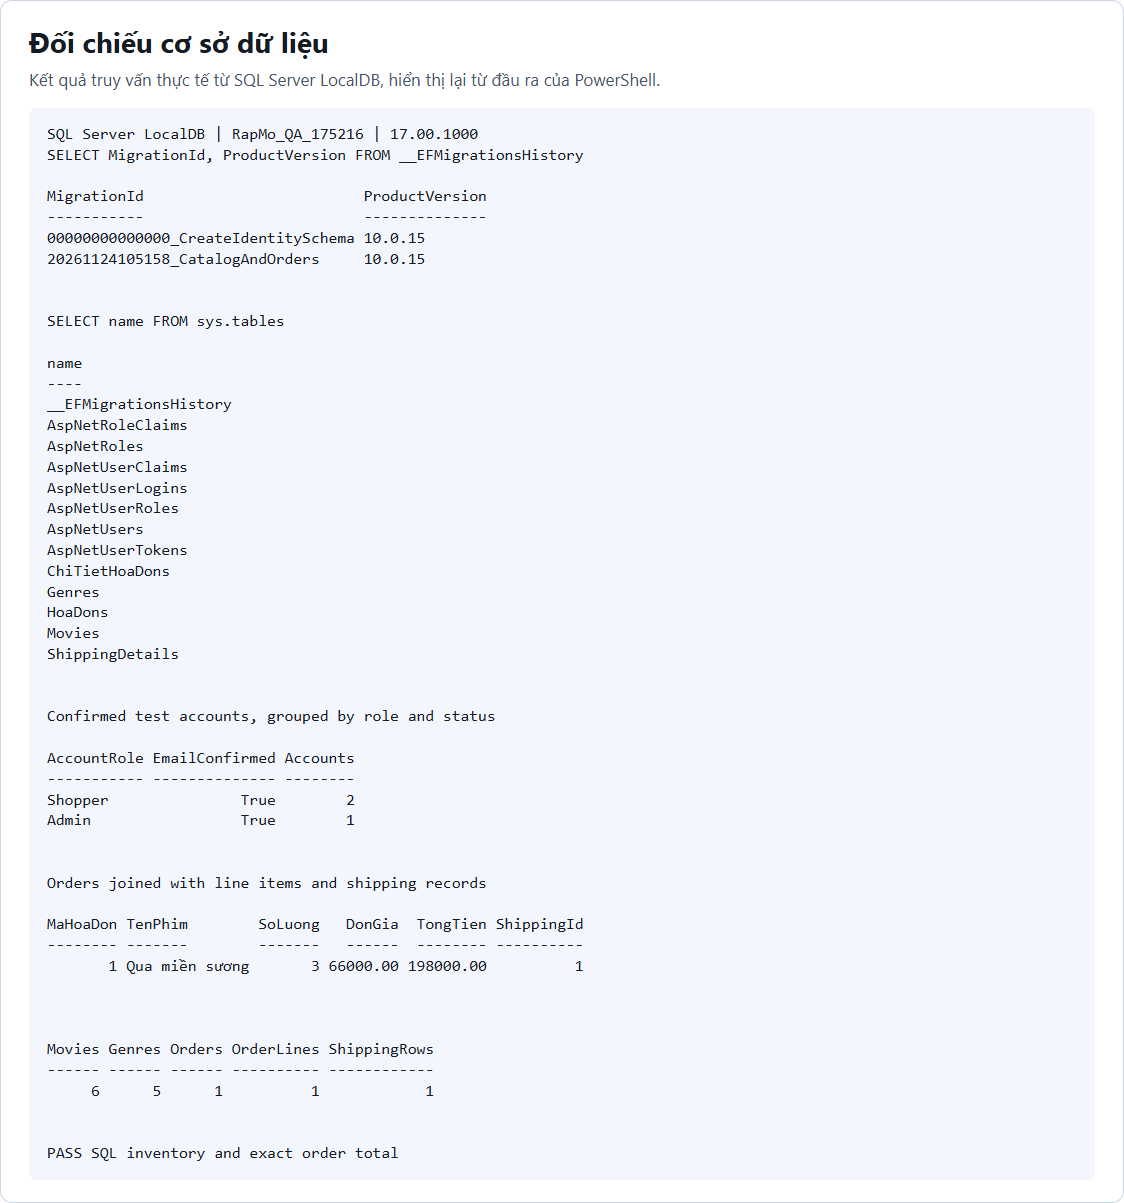 Đối chiếu cơ sở dữ liệu
Kết quả truy vấn thực tế từ SQL Server LocalDB, hiển thị lại từ đầu ra của PowerShell.
SQL Server LocalDB | RapMo_QA_175216 | 17.00.1000
SELECT MigrationId, ProductVersion FROM __EFMigrationsHistory
MigrationId                         ProductVersion
-----------                         --------------
00000000000000_CreateIdentitySchema 10.0.15
20261124105158_CatalogAndOrders     10.0.15
SELECT name FROM sys.tables
name
----
__EFMigrationsHistory
AspNetRoleClaims
AspNetRoles
AspNetUserClaims
AspNetUserLogins
AspNetUserRoles
AspNetUsers
AspNetUserTokens
ChiTietHoaDons
Genres
HoaDons
Movies
ShippingDetails
Confirmed test accounts, grouped by role and status
AccountRole EmailConfirmed Accounts
----------- -------------- --------
Shopper               True        2
Admin                 True        1
Orders joined with line items and shipping records
MaHoaDon TenPhim        SoLuong   DonGia  TongTien ShippingId
-------- -------        -------   ------  -------- ----------
       1 Qua miền sương       3 66000.00 198000.00          1
Movies Genres Orders OrderLines ShippingRows
------ ------ ------ ---------- ------------
     6      5      1          1            1
PASS SQL inventory and exact order total